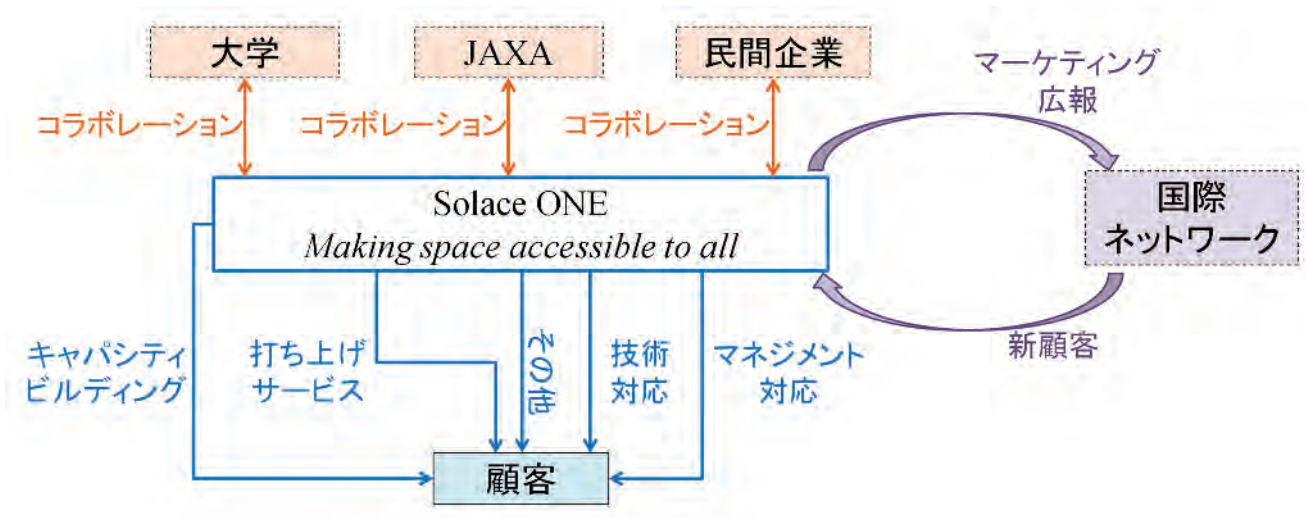 大学
JAXA
民間企業
コラボレーション
コラボレーション
コラボレーション
マーケティング
広報
Solace ONE
Making space accessible to all
国際
ネットワーク
新顧客
キャパシティ
ビルディング
打ち上げ
サービス
その他
技術
対応
マネジメント
対応
顧客